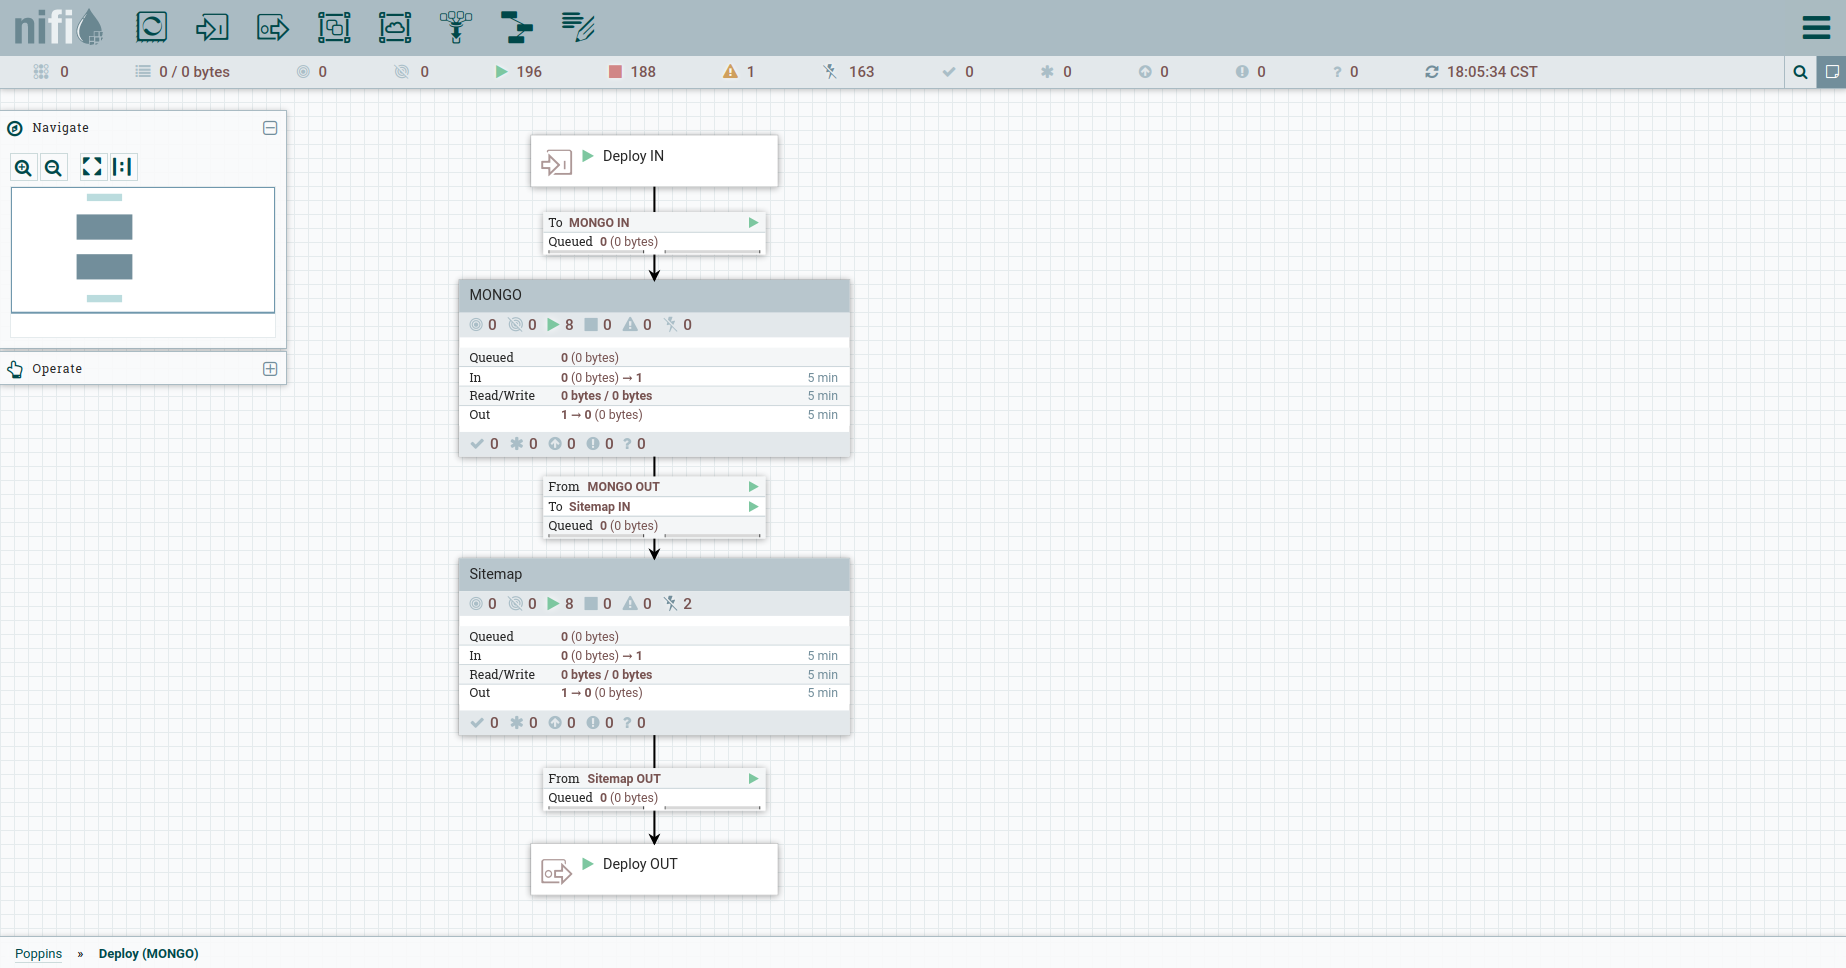 nifi
0 0 / 0 bytes 0 0 196 188 1 163 0 0 0 0 ? 0 18:05:34 CST
Navigate
Operate
Deploy IN
To MONGO IN
Queued 0 (0 bytes)
MONGO
0 0 8 0 0 0
Queued 0 (0 bytes)
In 0 (0 bytes) → 1 5 min
Read/Write 0 bytes / 0 bytes 5 min
Out 1 → 0 (0 bytes) 5 min
0 0 0 0 ? 0
From MONGO OUT
To Sitemap IN
Queued 0 (0 bytes)
Sitemap
0 0 8 0 0 2
Queued 0 (0 bytes)
In 0 (0 bytes) → 1 5 min
Read/Write 0 bytes / 0 bytes 5 min
Out 1 → 0 (0 bytes) 5 min
0 0 0 0 ? 0
From Sitemap OUT
Queued 0 (0 bytes)
Deploy OUT
Poppins » Deploy (MONGO)